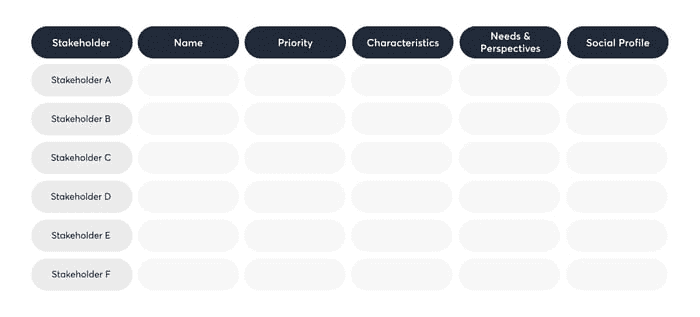 Stakeholder
Name
Priority
Characteristics
Needs &
Perspectives
Social Profile
Stakeholder A
Stakeholder B
Stakeholder C
Stakeholder D
Stakeholder E
Stakeholder F